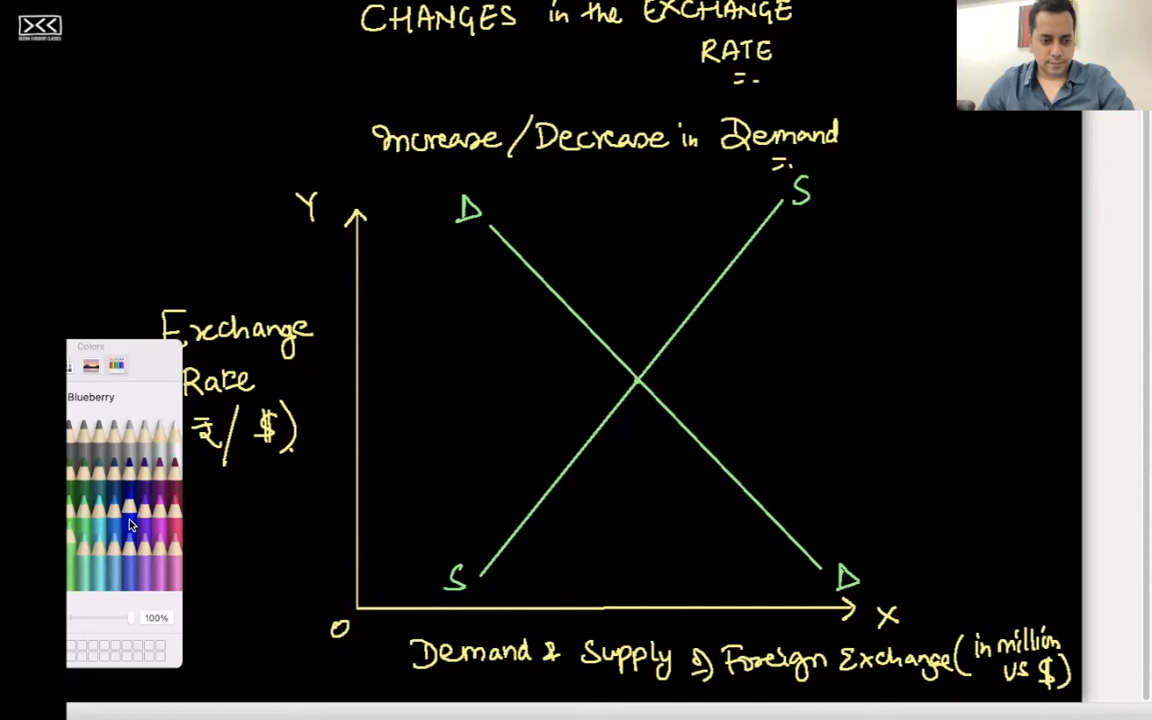 CHANGES in the EXCHANGE
RATE
Increase/Decrease in Demand
Y
D
S
Exchange
Rate
₹/$)
Colors
Blueberry
100%
S
D
O
X
Demand & Supply of Foreign Exchange (in million
US $)